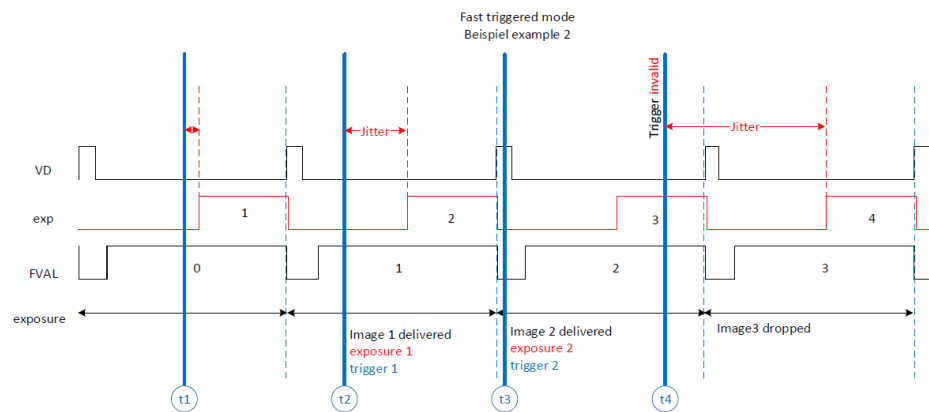 Fast triggered mode
Beispiel example 2
Trigger invalid
Jitter
Jitter
VD
exp
1
2
3
4
FVAL
0
1
2
3
exposure
Image 1 delivered
exposure 1
trigger 1
Image 2 delivered
exposure 2
trigger 2
Image3 dropped
t1
t2
t3
t4